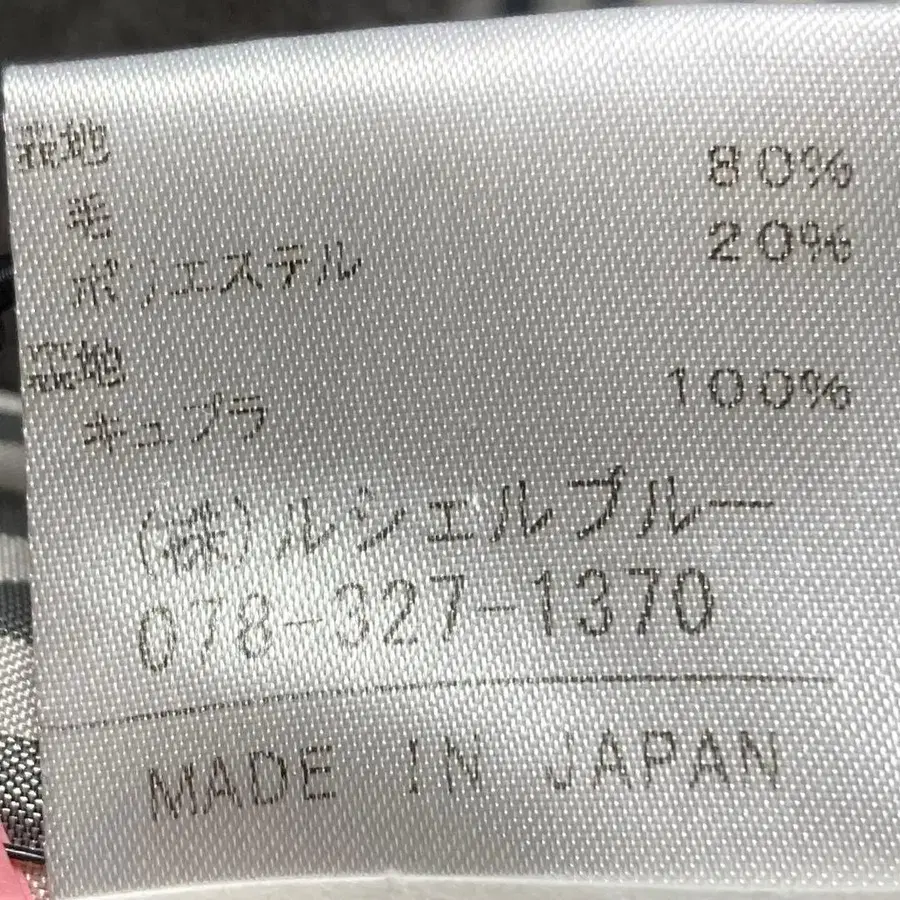 表地
毛 80%
ポリエステル 20%
裏地
キュプラ 100%
(株)ルシェルブルー
078-327-1370
MADE IN JAPAN